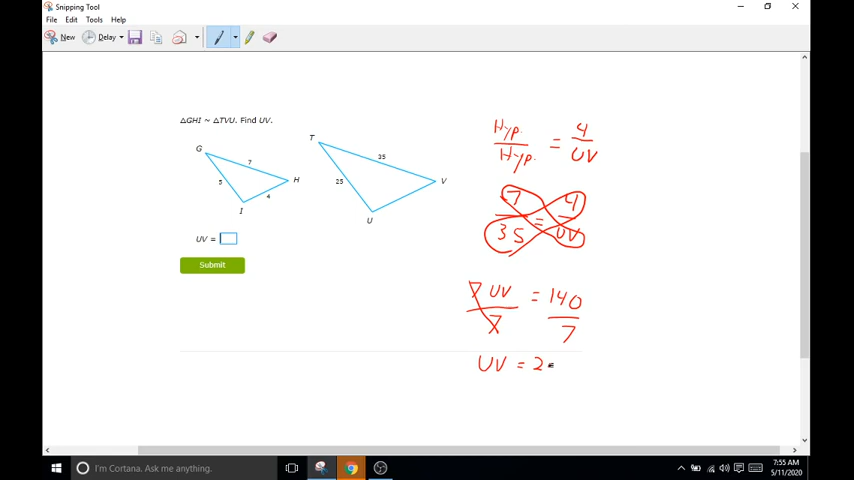 Snipping Tool
File Edit Tools Help
New Delay
△GHI ~ △TVU. Find UV.
G
7
H
5
4
I
T
35
V
25
U
UV =
Submit
Hyp. = 4
Hyp. UV
7 = 4
35 UV
7 UV = 140
7 7
UV = 2
I'm Cortana. Ask me anything.
7:55 AM
5/11/2020